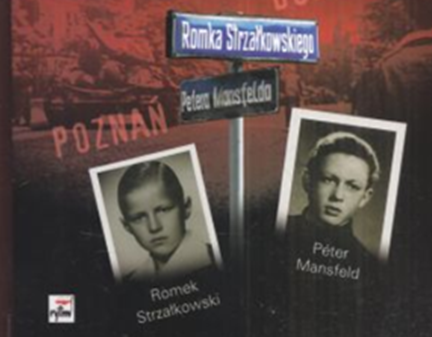 Romka Strzałkowskiego
Petera Mansfelda
POZNAŃ
Péter
Mansfeld
Romek
Strzałkowski